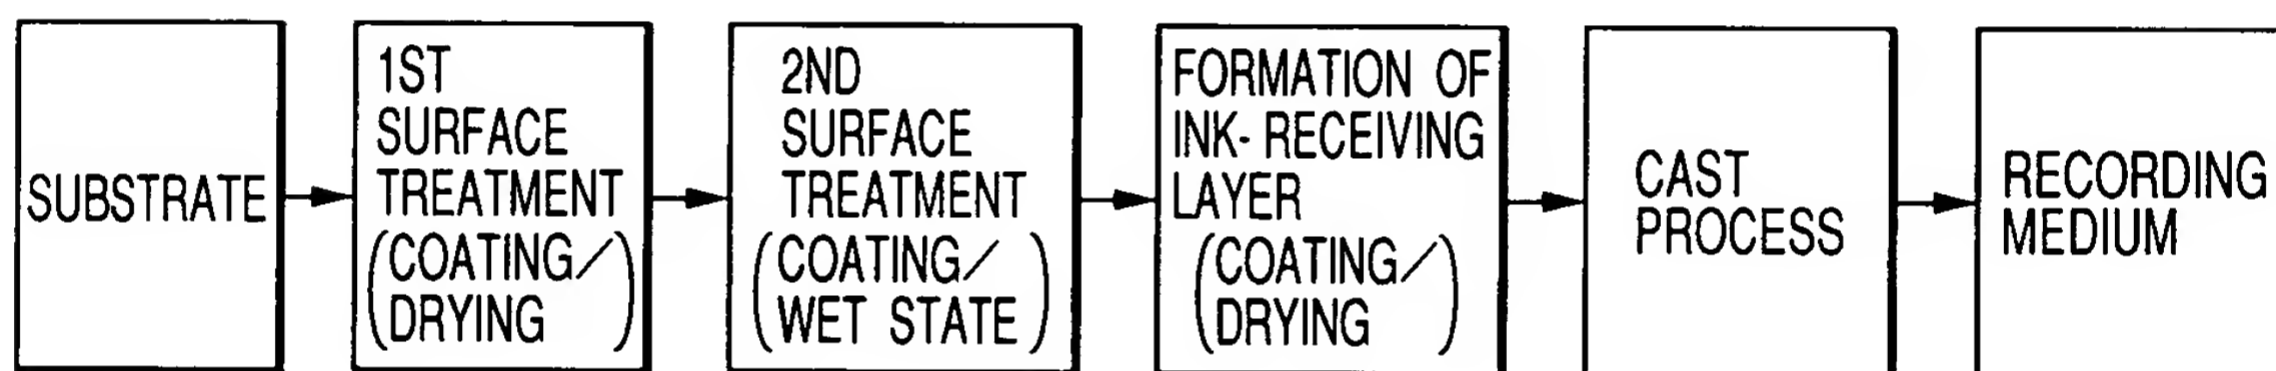 SUBSTRATE
1ST
SURFACE
TREATMENT
(COATING/
DRYING)
2ND
SURFACE
TREATMENT
(COATING/
WET STATE)
FORMATION OF
INK-RECEIVING
LAYER
(COATING/
DRYING)
CAST
PROCESS
RECORDING
MEDIUM